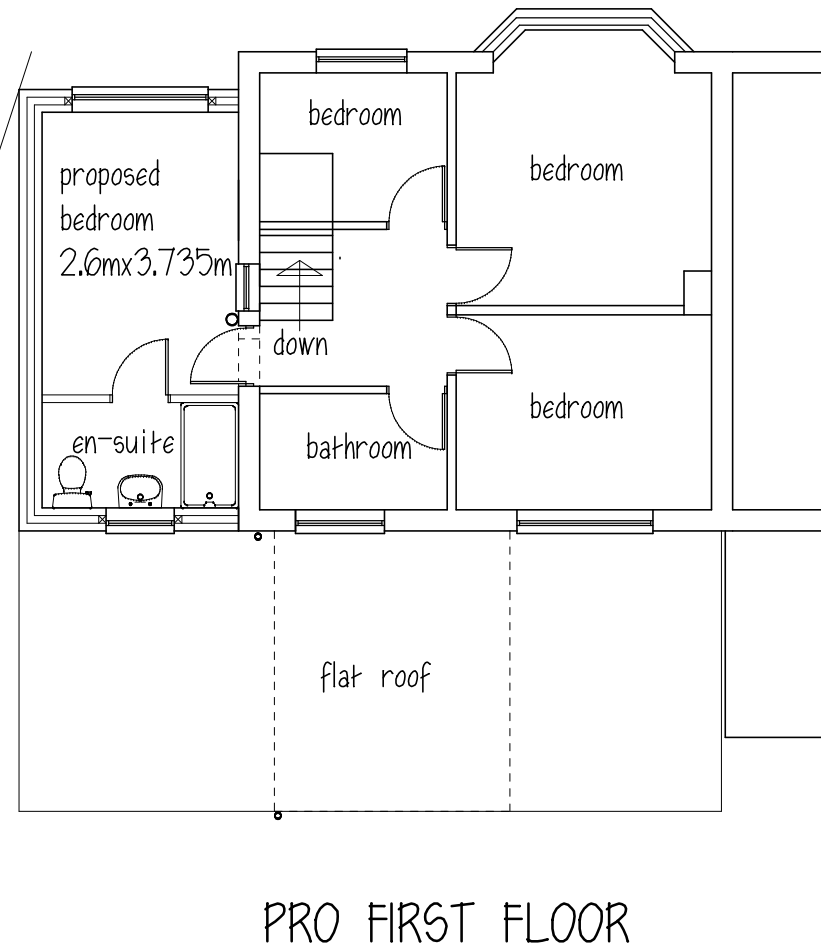 bedroom
bedroom
proposed
bedroom
2.6mx3.735m
down
bedroom
en-suite
bathroom
flat roof
PRO FIRST FLOOR